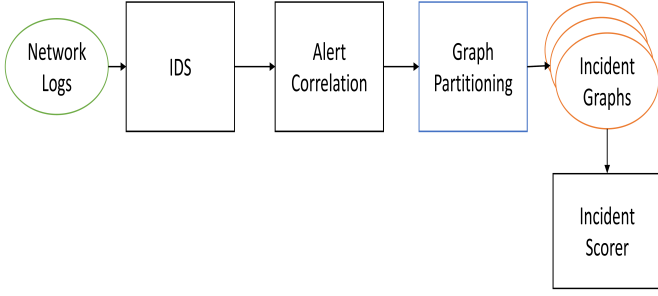 Network
Logs
IDS
Alert
Correlation
Graph
Partitioning
Incident
Graphs
Incident
Scorer